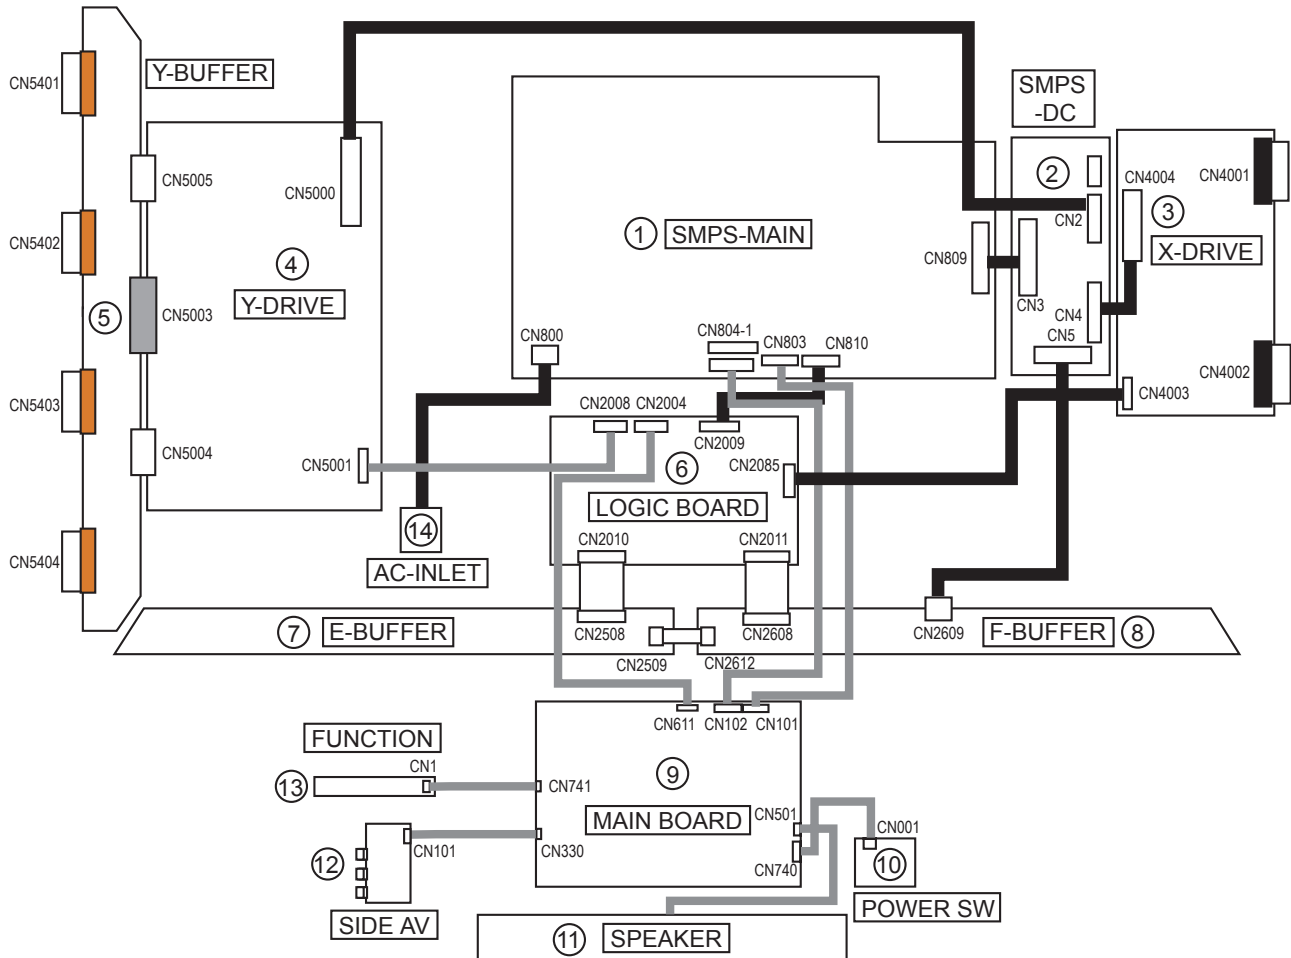 CN5401
Y-BUFFER
SMPS
-DC
CN5005
CN5000
2
CN4004
CN4001
CN5402
1
SMPS-MAIN
CN809
CN2
3
X-DRIVE
4
Y-DRIVE
5
CN5003
CN3
CN4
CN800
CN804-1
CN803
CN810
CN5
CN4002
CN5403
CN4003
CN2008
CN2004
CN2009
CN5004
CN5001
6
CN2085
LOGIC BOARD
14
AC-INLET
CN2010
CN2011
CN5404
7
E-BUFFER
CN2508
CN2608
CN2609
F-BUFFER
8
CN2509
CN2612
CN611
CN102
CN101
FUNCTION
CN1
13
CN741
9
MAIN BOARD
CN501
CN001
12
CN101
CN330
CN740
10
SIDE AV
POWER SW
11
SPEAKER